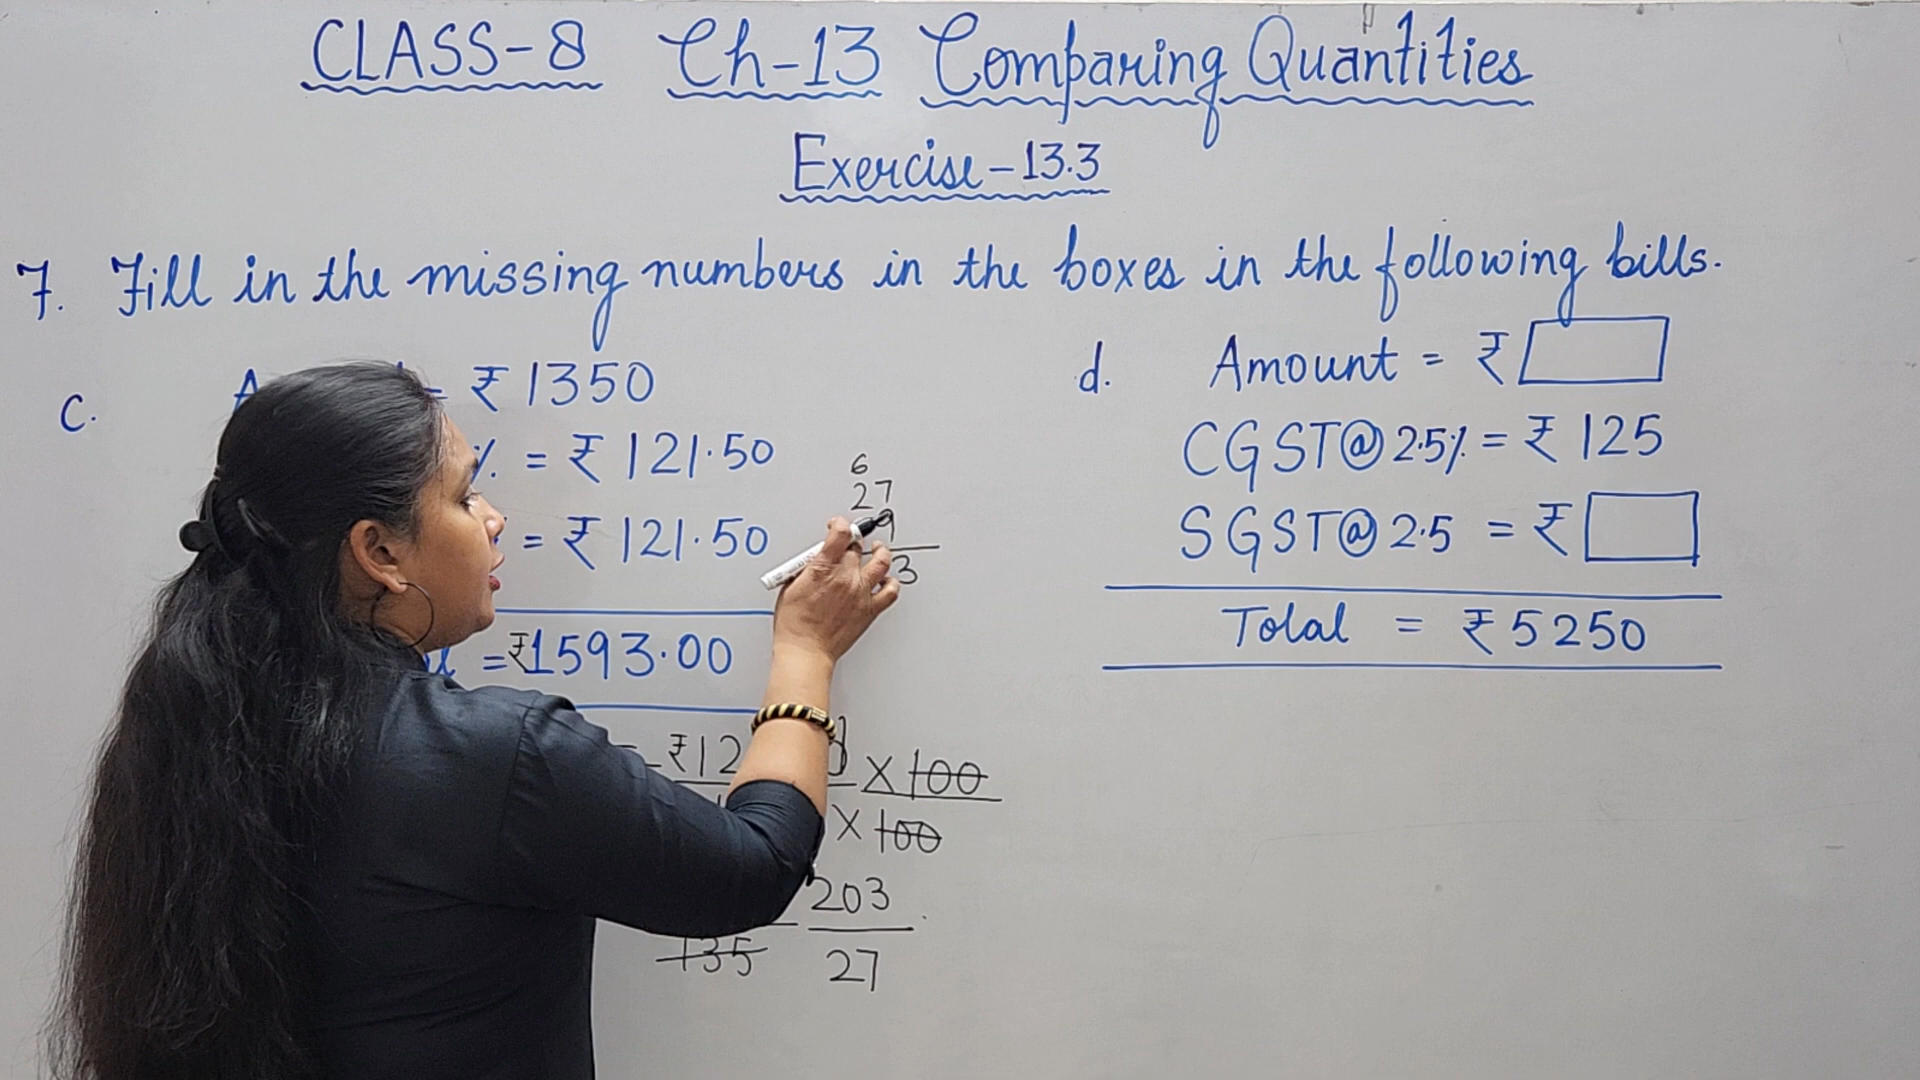 CLASS-8 Ch-13 Comparing Quantities
Exercise-13.3
7. Fill in the missing numbers in the boxes in the following bills.
c.
= ₹ 1350
% = ₹ 121.50
= ₹ 121.50
= ₹1593.00
6
27
9
3
= ₹12
× 100
× 100
203
135
27
d. Amount = ₹
CGST@2.5% = ₹ 125
SGST@2.5 = ₹
Total = ₹5250